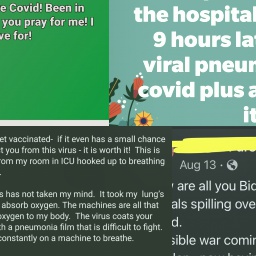 e Covid! Been in
you pray for me! I
ve for!
the hospital
9 hours lat
viral pneum
covid plus a
it
et vaccinated- if it even has a small chance
t you from this virus - it is worth it! This is
rom my room in ICU hooked up to breathing
s has not taken my mind. It took my lung's
absorb oxygen. The machines are all that
oxygen to my body. The virus coats your
th a pneumonia film that is difficult to fight.
constantly on a machine to breathe.
Aug 13 ·
are all you Bid
als spilling ove
d.
sible war comin